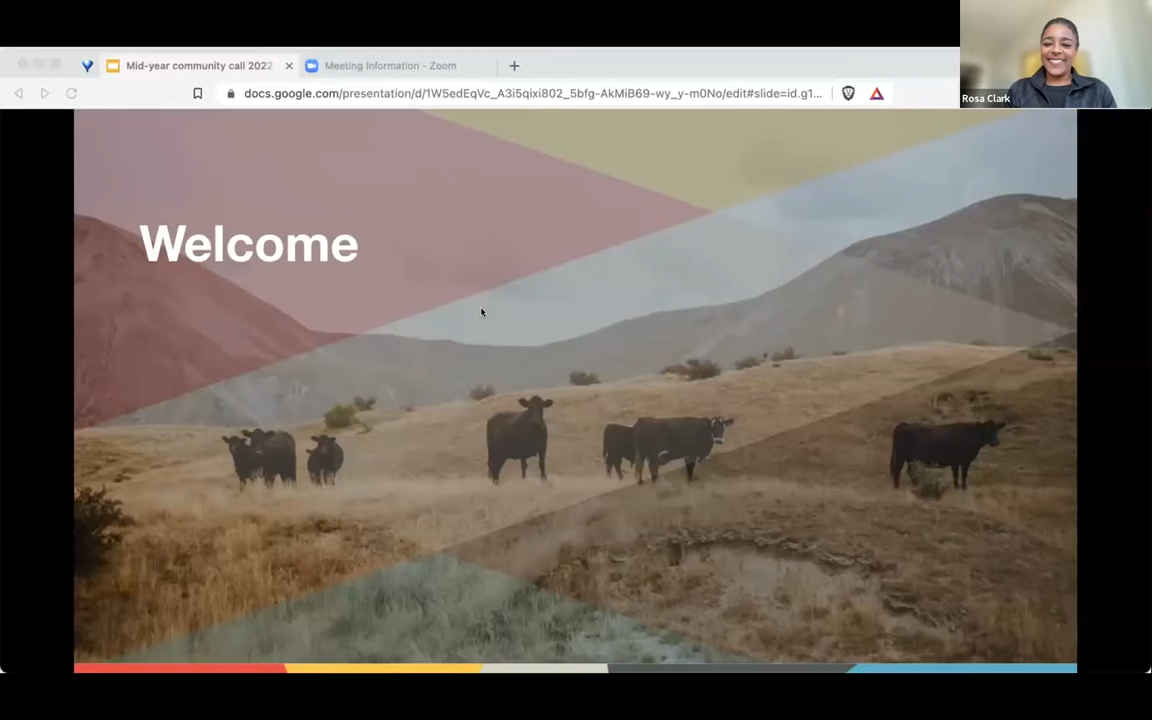 Mid-year community call 2022
Meeting Information - Zoom
docs.google.com/presentation/d/1W5edEqVc_A3i5qixi802_5bfg-AkMiB69-wy_y-m0No/edit#slide=id.g1...
Rosa Clark
Welcome